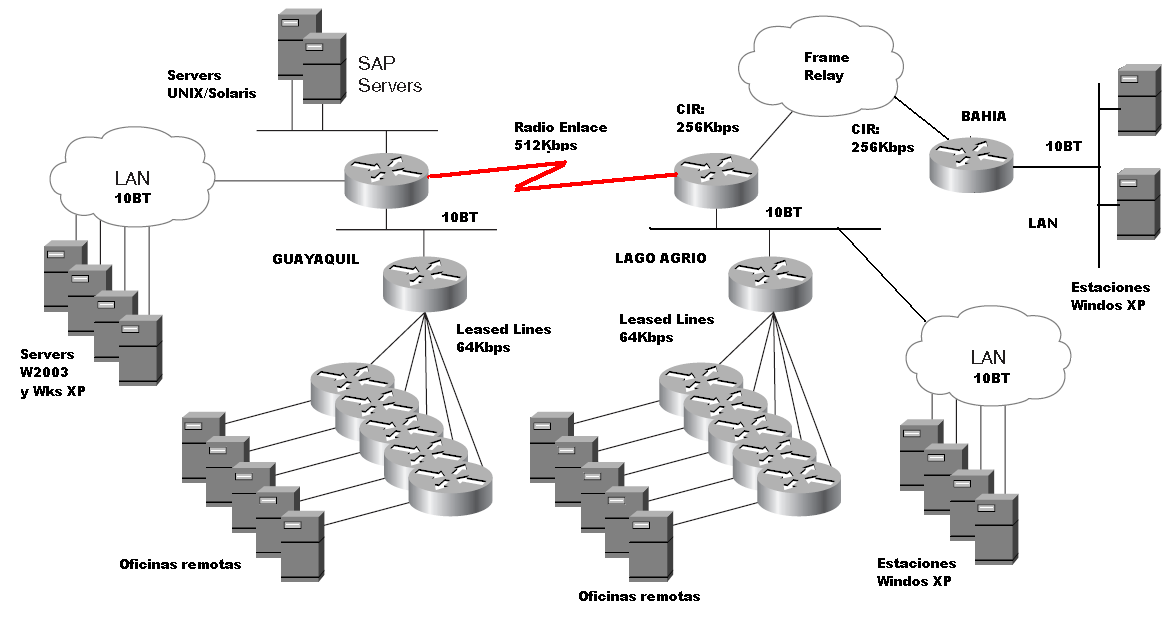 SAP
Servers
Servers
UNIX/Solaris
Frame
Relay
CIR:
256Kbps
Radio Enlace
512Kbps
CIR:
256Kbps
BAHIA
10BT
LAN
10BT
LAN
10BT
10BT
GUAYAQUIL
LAGO AGRIO
Estaciones
Windos XP
Leased Lines
64Kbps
Leased Lines
64Kbps
Servers
W2003
y Wks XP
LAN
10BT
Oficinas remotas
Oficinas remotas
Estaciones
Windos XP